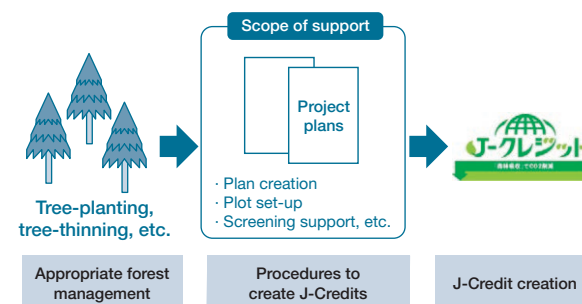 Scope of support
Project
plans
Tree-planting,
tree-thinning, etc.
· Plan creation
· Plot set-up
· Screening support, etc.
J-クレジット
Appropriate forest
management
Procedures to
create J-Credits
J-Credit creation